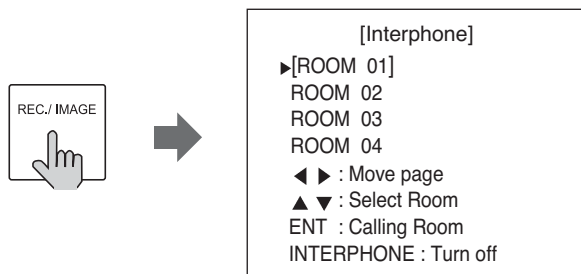 REC./ IMAGE
[Interphone]
▶[ROOM 01]
ROOM 02
ROOM 03
ROOM 04
◀ ▶ : Move page
▲ ▼ : Select Room
ENT : Calling Room
INTERPHONE : Turn off